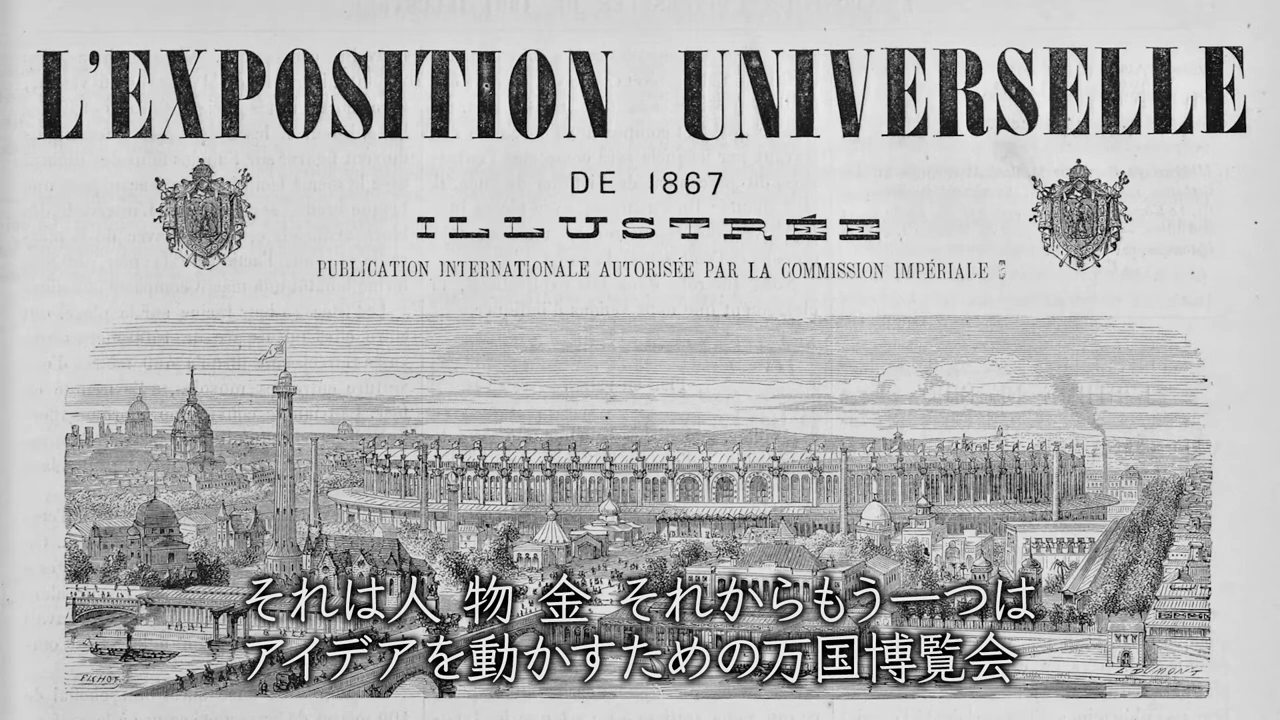 L'EXPOSITION UNIVERSELLE
DE 1867
ILLUSTRÉE
PUBLICATION INTERNATIONALE AUTORISÉE PAR LA COMMISSION IMPÉRIALE
それは人 物 金 それからもう一つは
アイデアを動かすための万国博覧会
PICHOT